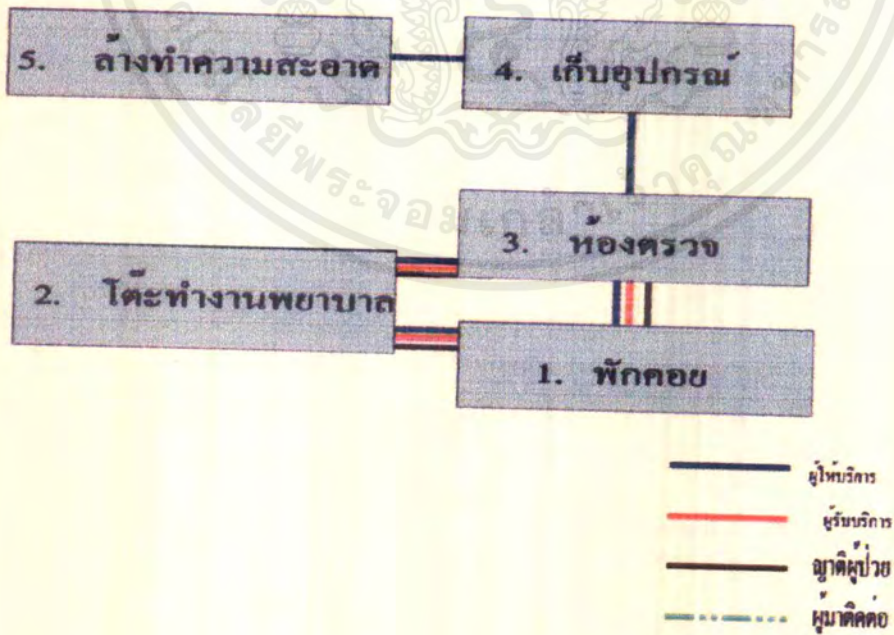 5. ล้างทำความสะอาด
4. เก็บอุปกรณ์
3. ห้องตรวจ
2. โต๊ะทำงานพยาบาล
1. พักคอย
ผู้ให้บริการ
ผู้รับบริการ
ญาติผู้ป่วย
ผู้มาติดต่อ